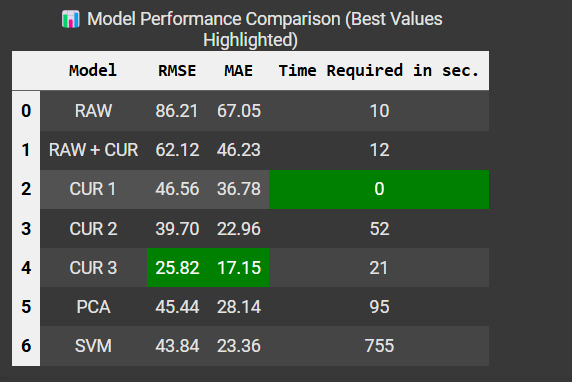 📊 Model Performance Comparison (Best Values
Highlighted)
Model RMSE MAE Time Required in sec.
0 RAW 86.21 67.05 10
1 RAW + CUR 62.12 46.23 12
2 CUR 1 46.56 36.78 0
3 CUR 2 39.70 22.96 52
4 CUR 3 25.82 17.15 21
5 PCA 45.44 28.14 95
6 SVM 43.84 23.36 755